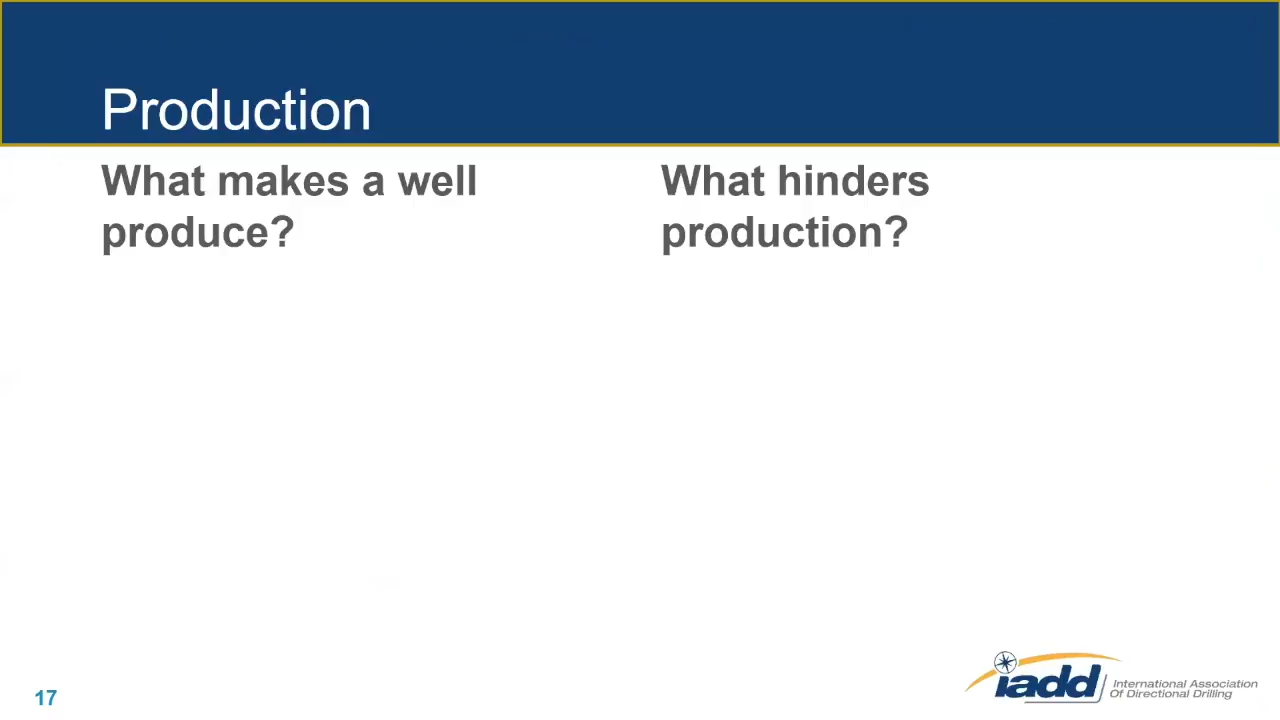 Production
What makes a well
produce?
What hinders
production?
17
iadd
International Association
Of Directional Drilling